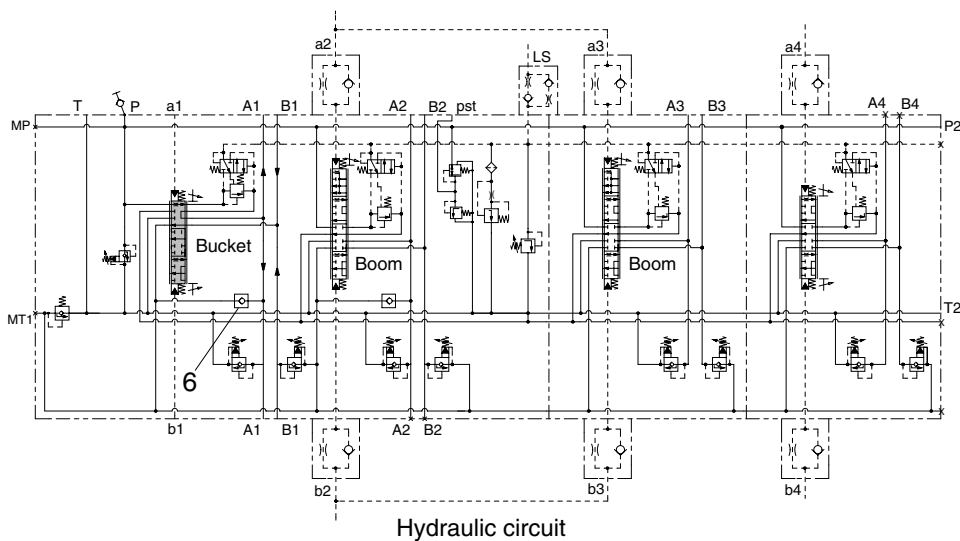 a2 LS a3 a4
T P a1 A1 B1 A2 B2 pst A3 B3 A4 B4
MP P2
Bucket Boom Boom
MT1 T2
6
b1 A1 B1 A2 B2
b2 b3 b4
Hydraulic circuit